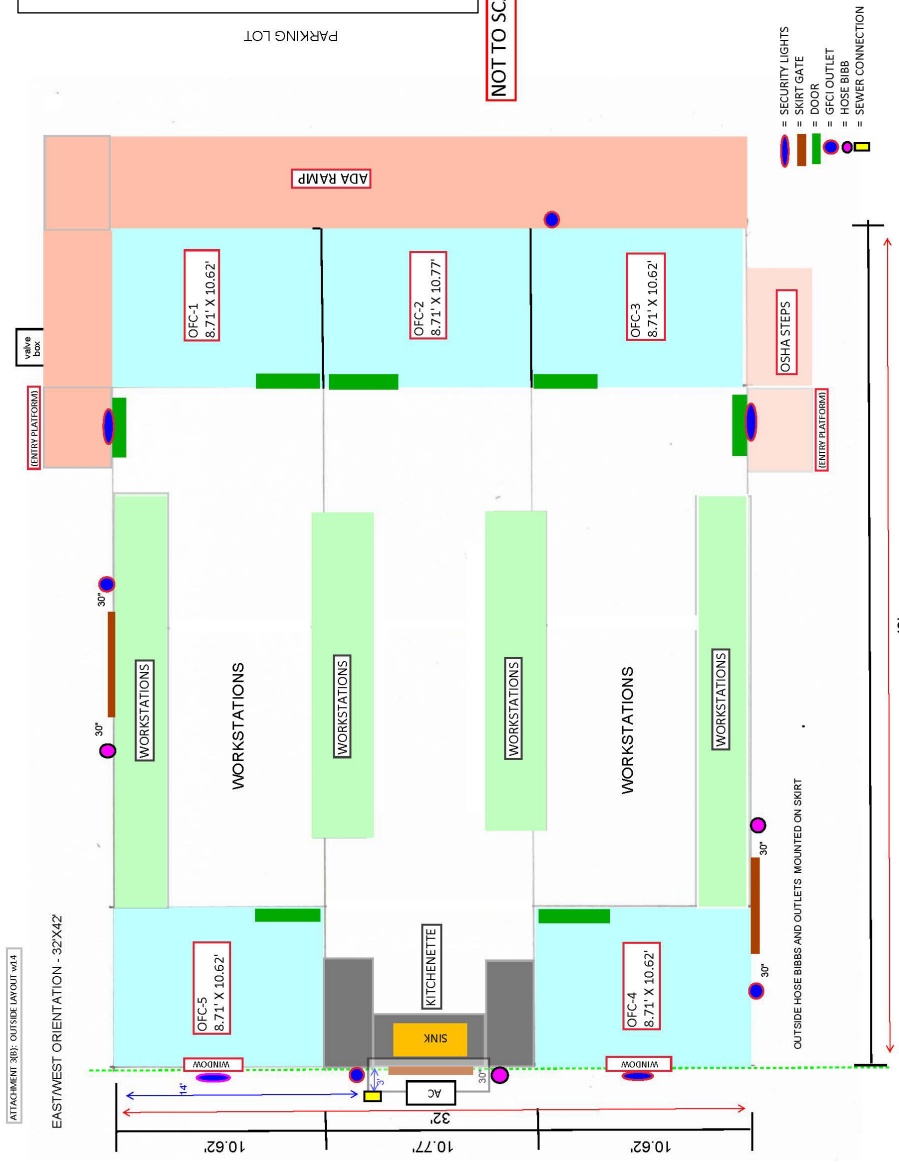 ATTACHMENT 3(B): OUTSIDE LAYOUT w14
EAST/WEST ORIENTATION - 32'X42'
PARKING LOT
= SECURITY LIGHTS
= SKIRT GATE
= DOOR
= GFCI OUTLET
= HOSE BIBB
= SEWER CONNECTION
ADA RAMP
valve
box
(ENTRY PLATFORM)
OFC-1
8.71' X 10.62'
OFC-2
8.71' X 10.77'
OFC-3
8.71' X 10.62'
OSHA STEPS
(ENTRY PLATFORM)
30"
30"
WORKSTATIONS
WORKSTATIONS
WORKSTATIONS
WORKSTATIONS
WORKSTATIONS
WORKSTATIONS
30"
30"
OUTSIDE HOSE BIBBS AND OUTLETS MOUNTED ON SKIRT
OFC-5
8.71' X 10.62'
KITCHENETTE
SINK
OFC-4
8.71' X 10.62'
WINDOW
WINDOW
3'
30"
AC
14'
32'
10.62'
10.77'
10.62'